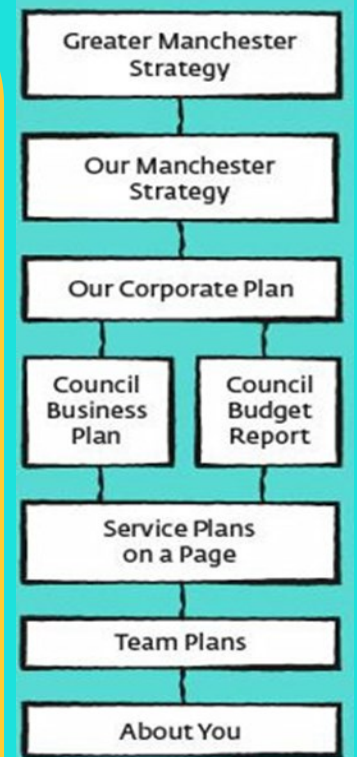 Greater Manchester
Strategy
Our Manchester
Strategy
Our Corporate Plan
Council
Business
Plan
Council
Budget
Report
Service Plans
on a Page
Team Plans
About You